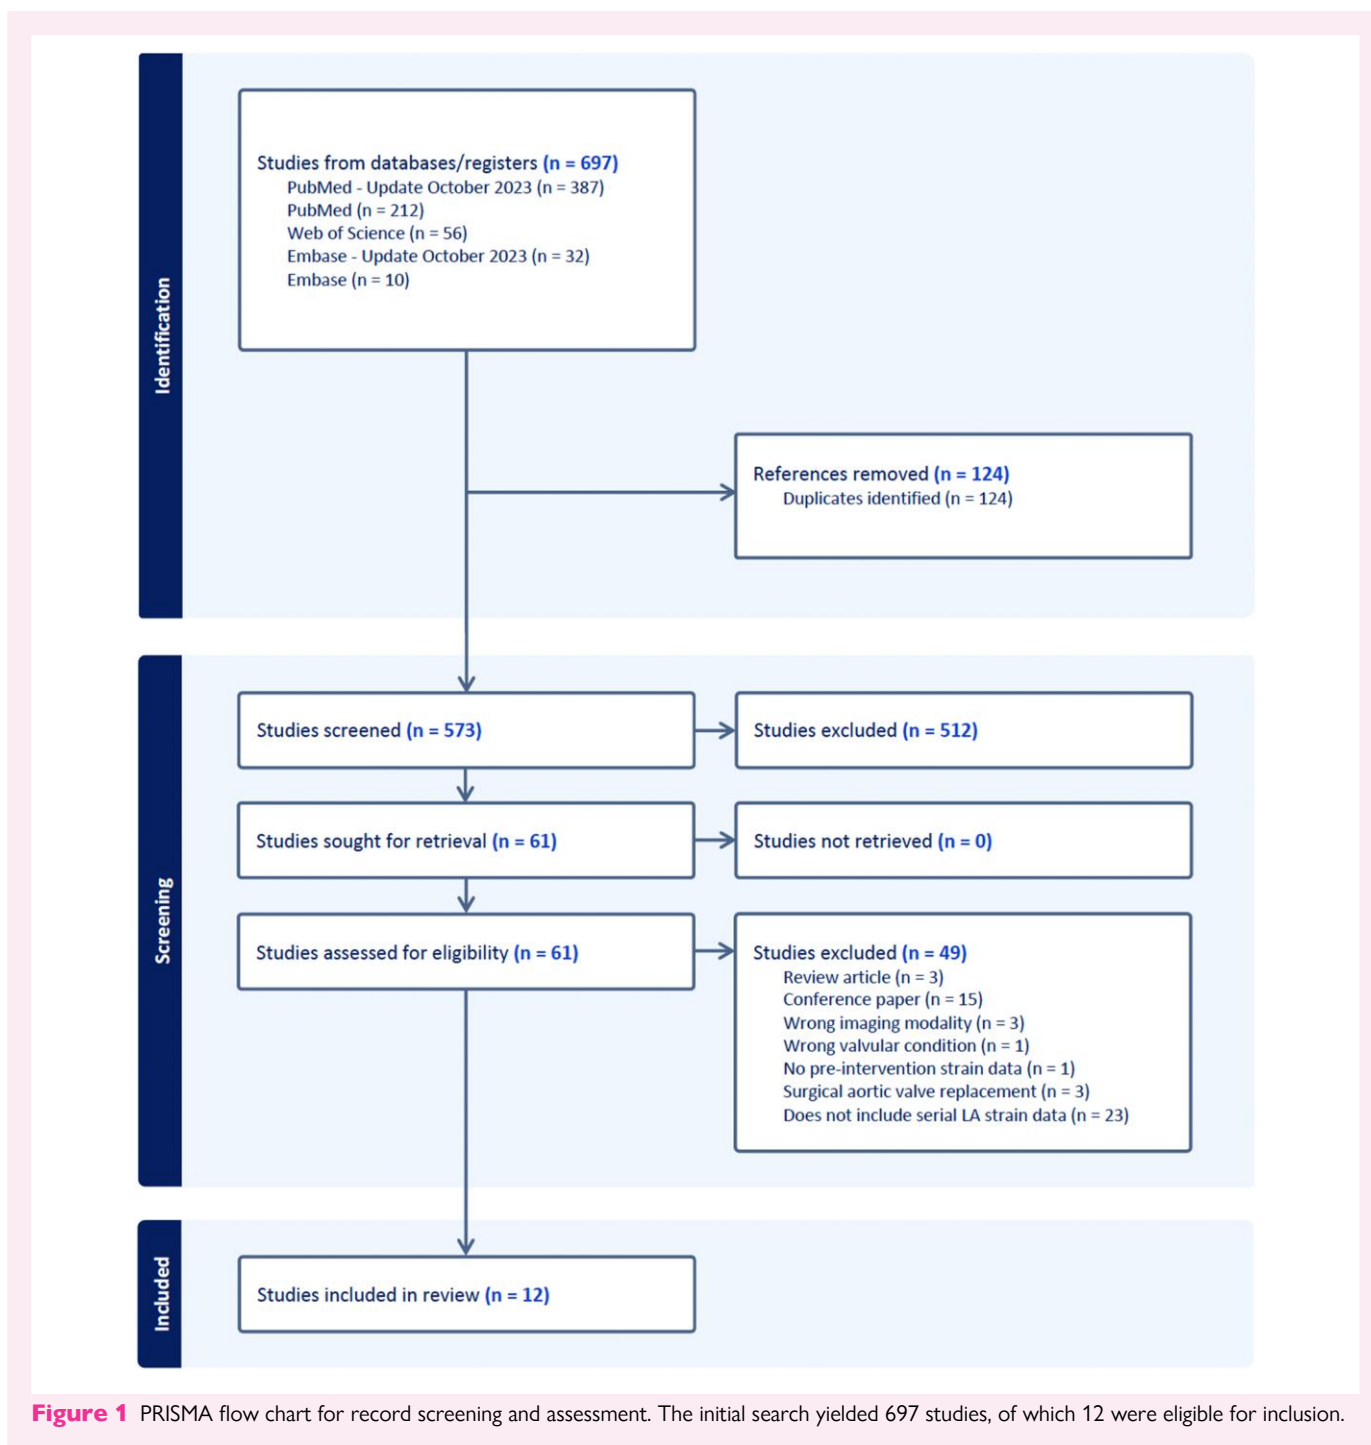 Identification
Studies from databases/registers (n = 697)
PubMed - Update October 2023 (n = 387)
PubMed (n = 212)
Web of Science (n = 56)
Embase - Update October 2023 (n = 32)
Embase (n = 10)
References removed (n = 124)
Duplicates identified (n = 124)
Screening
Studies screened (n = 573)
Studies excluded (n = 512)
Studies sought for retrieval (n = 61)
Studies not retrieved (n = 0)
Studies assessed for eligibility (n = 61)
Studies excluded (n = 49)
Review article (n = 3)
Conference paper (n = 15)
Wrong imaging modality (n = 3)
Wrong valvular condition (n = 1)
No pre-intervention strain data (n = 1)
Surgical aortic valve replacement (n = 3)
Does not include serial LA strain data (n = 23)
Included
Studies included in review (n = 12)
Figure 1 PRISMA flow chart for record screening and assessment. The initial search yielded 697 studies, of which 12 were eligible for inclusion.